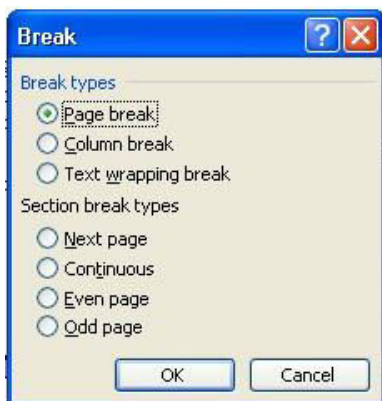 Break
Break types
Page break
Column break
Text wrapping break
Section break types
Next page
Continuous
Even page
Odd page
OK Cancel